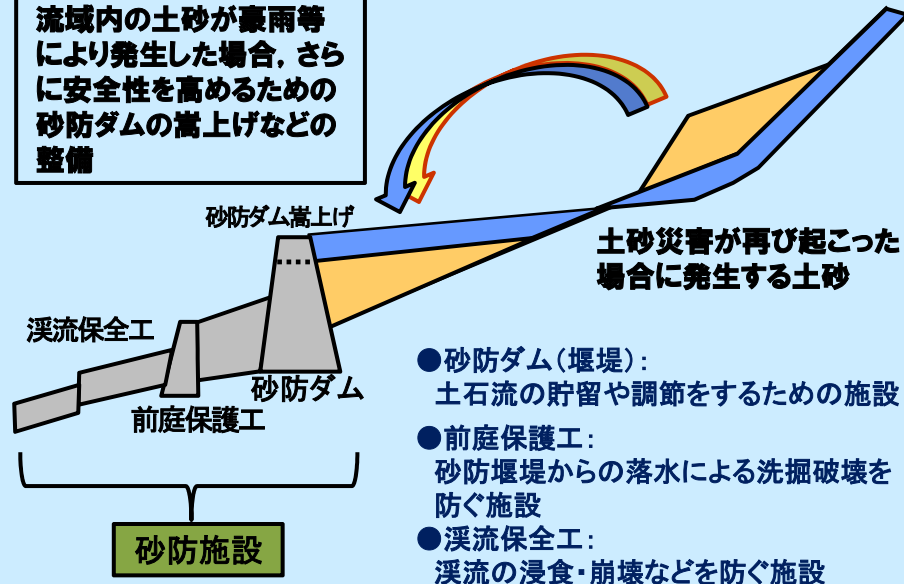 流域内の土砂が豪雨等
により発生した場合，さら
に安全性を高めるための
砂防ダムの嵩上げなどの
整備
砂防ダム嵩上げ
土砂災害が再び起こった
場合に発生する土砂
渓流保全工
砂防ダム
前庭保護工
砂防施設
●砂防ダム（堰堤）：
土石流の貯留や調節をするための施設
●前庭保護工：
砂防堰堤からの落水による洗掘破壊を
防ぐ施設
●渓流保全工：
渓流の浸食・崩壊などを防ぐ施設